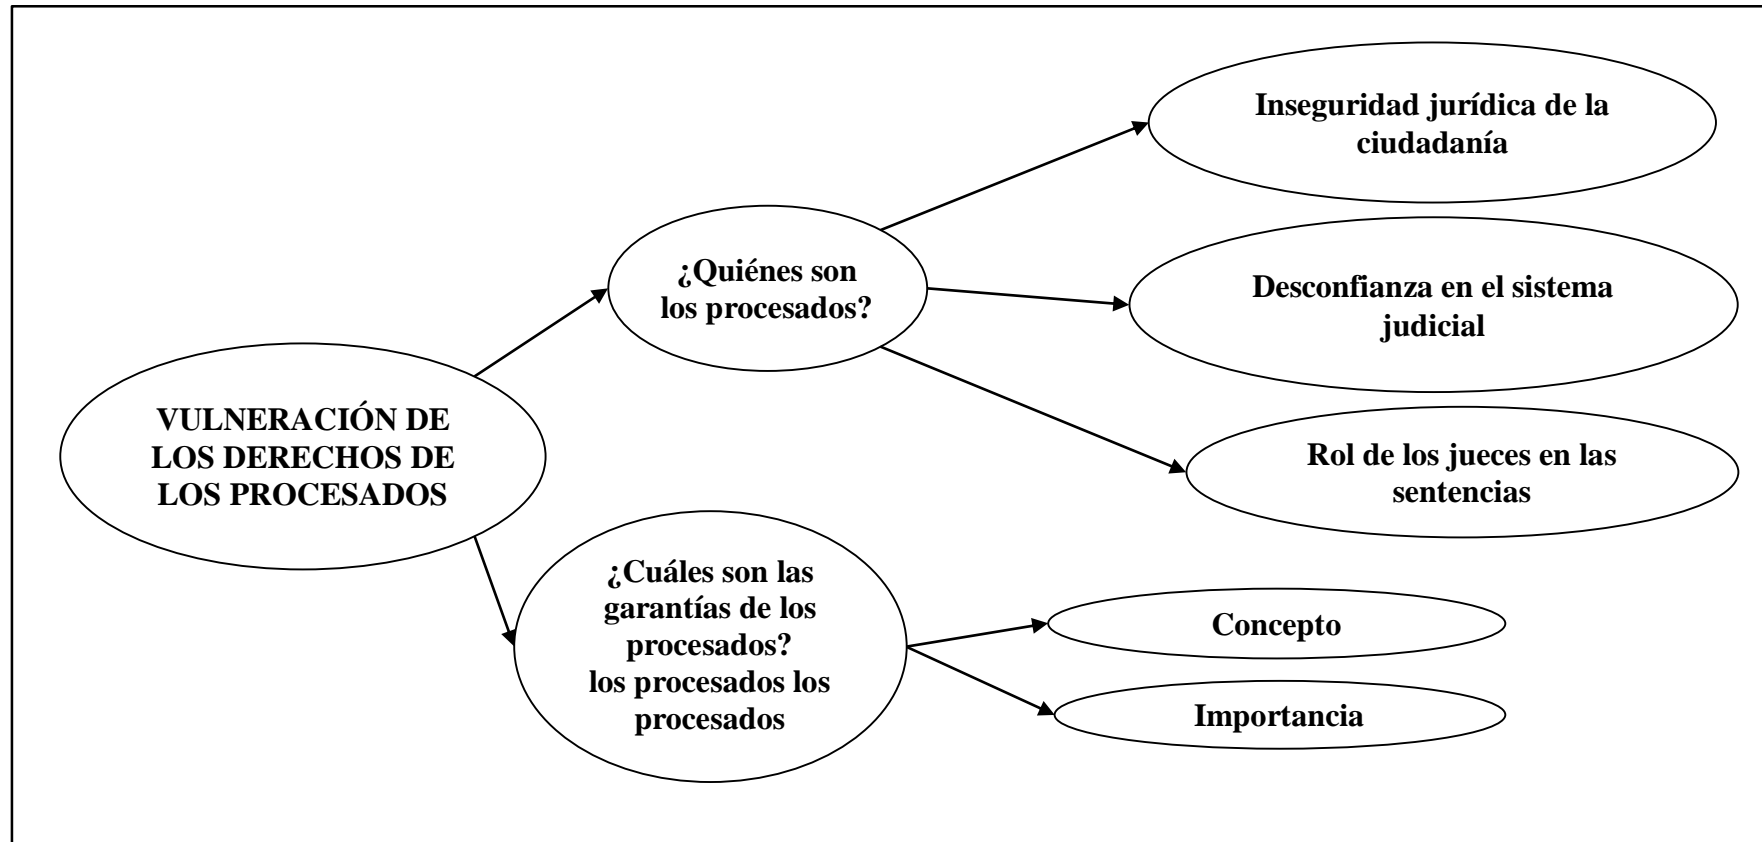 Inseguridad jurídica de la
ciudadanía
¿Quiénes son
los procesados?
Desconfianza en el sistema
judicial
VULNERACIÓN DE
LOS DERECHOS DE
LOS PROCESADOS
Rol de los jueces en las
sentencias
¿Cuáles son las
garantías de los
procesados?
los procesados los
procesados
Concepto
Importancia